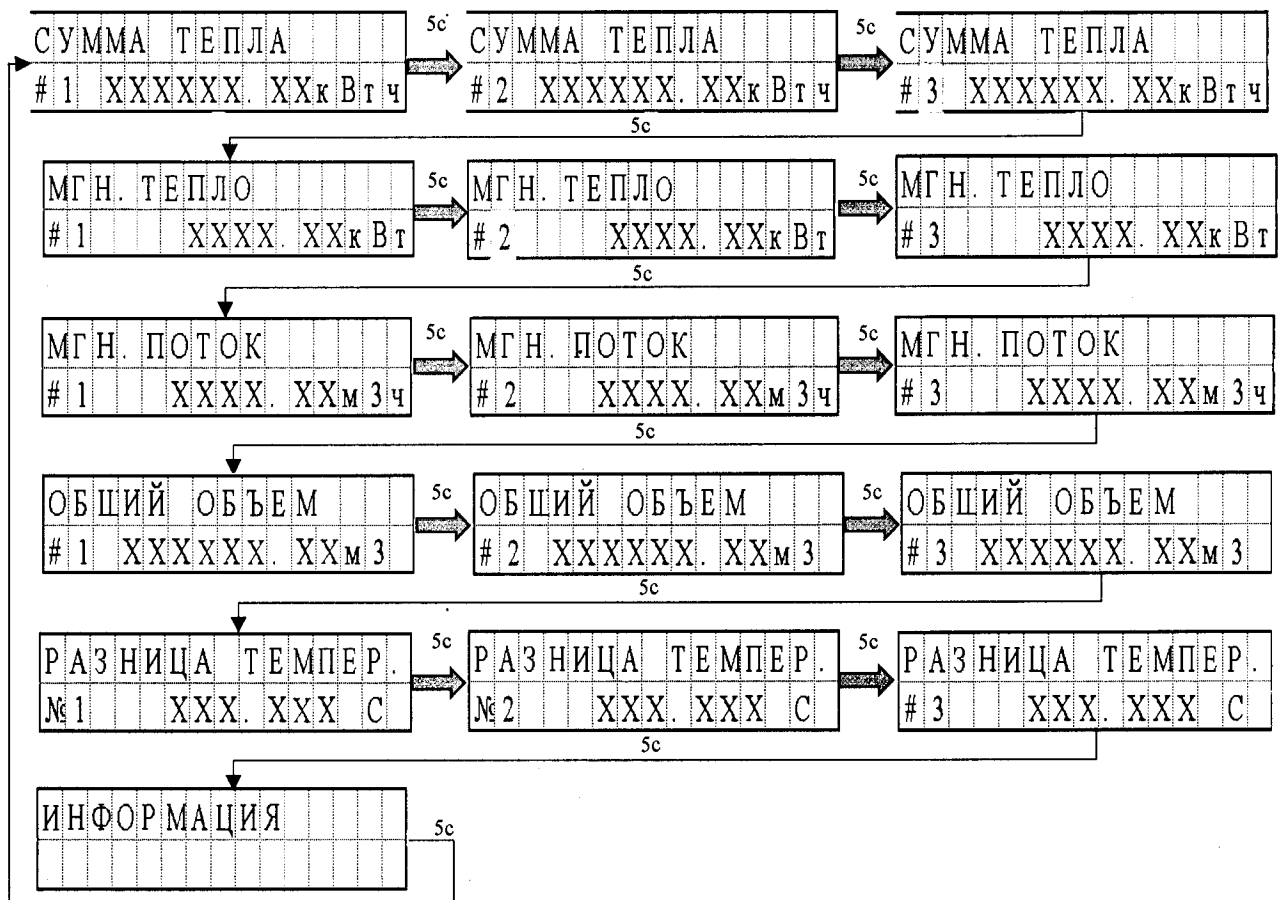 5с 5с
СУММА ТЕПЛА СУММА ТЕПЛА СУММА ТЕПЛА
#1 XXXXXX.XXкВтч #2 XXXXXX.XXкВтч #3 XXXXXX.XXкВтч
5с
5с 5с
МГН.ТЕПЛО МГН.ТЕПЛО МГН.ТЕПЛО
#1 XXXX.XXкВт #2 XXXX.XXкВт #3 XXXX.XXкВт
5с
5с 5с
МГН.ПОТОК МГН.ПОТОК МГН.ПОТОК
#1 XXXX.XXм3ч #2 XXXX.XXм3ч #3 XXXX.XXм3ч
5с
5с 5с
ОБЩИЙ ОБЪЕМ ОБЩИЙ ОБЪЕМ ОБЩИЙ ОБЪЕМ
#1 XXXXXX.XXм3 #2 XXXXXX.XXм3 #3 XXXXXX.XXм3
5с
5с 5с
РАЗНИЦА ТЕМПЕР. РАЗНИЦА ТЕМПЕР. РАЗНИЦА ТЕМПЕР.
№1 XXX.XXX С №2 XXX.XXX С #3 XXX.XXX С
5с
ИНФОРМАЦИЯ
5с